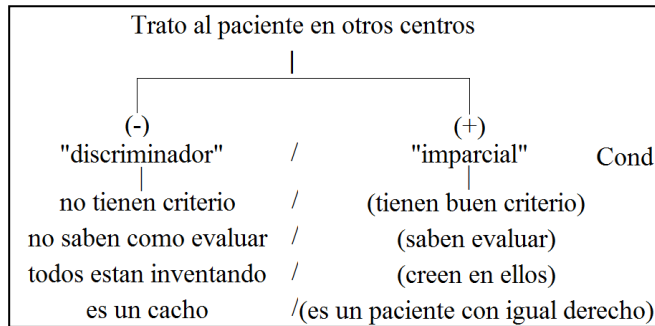 Trato al paciente en otros centros
|
(-) (+)
"discriminador" / "imparcial" Cond
| |
no tienen criterio / (tienen buen criterio)
no saben como evaluar / (saben evaluar)
todos estan inventando / (creen en ellos)
es un cacho /(es un paciente con igual derecho)